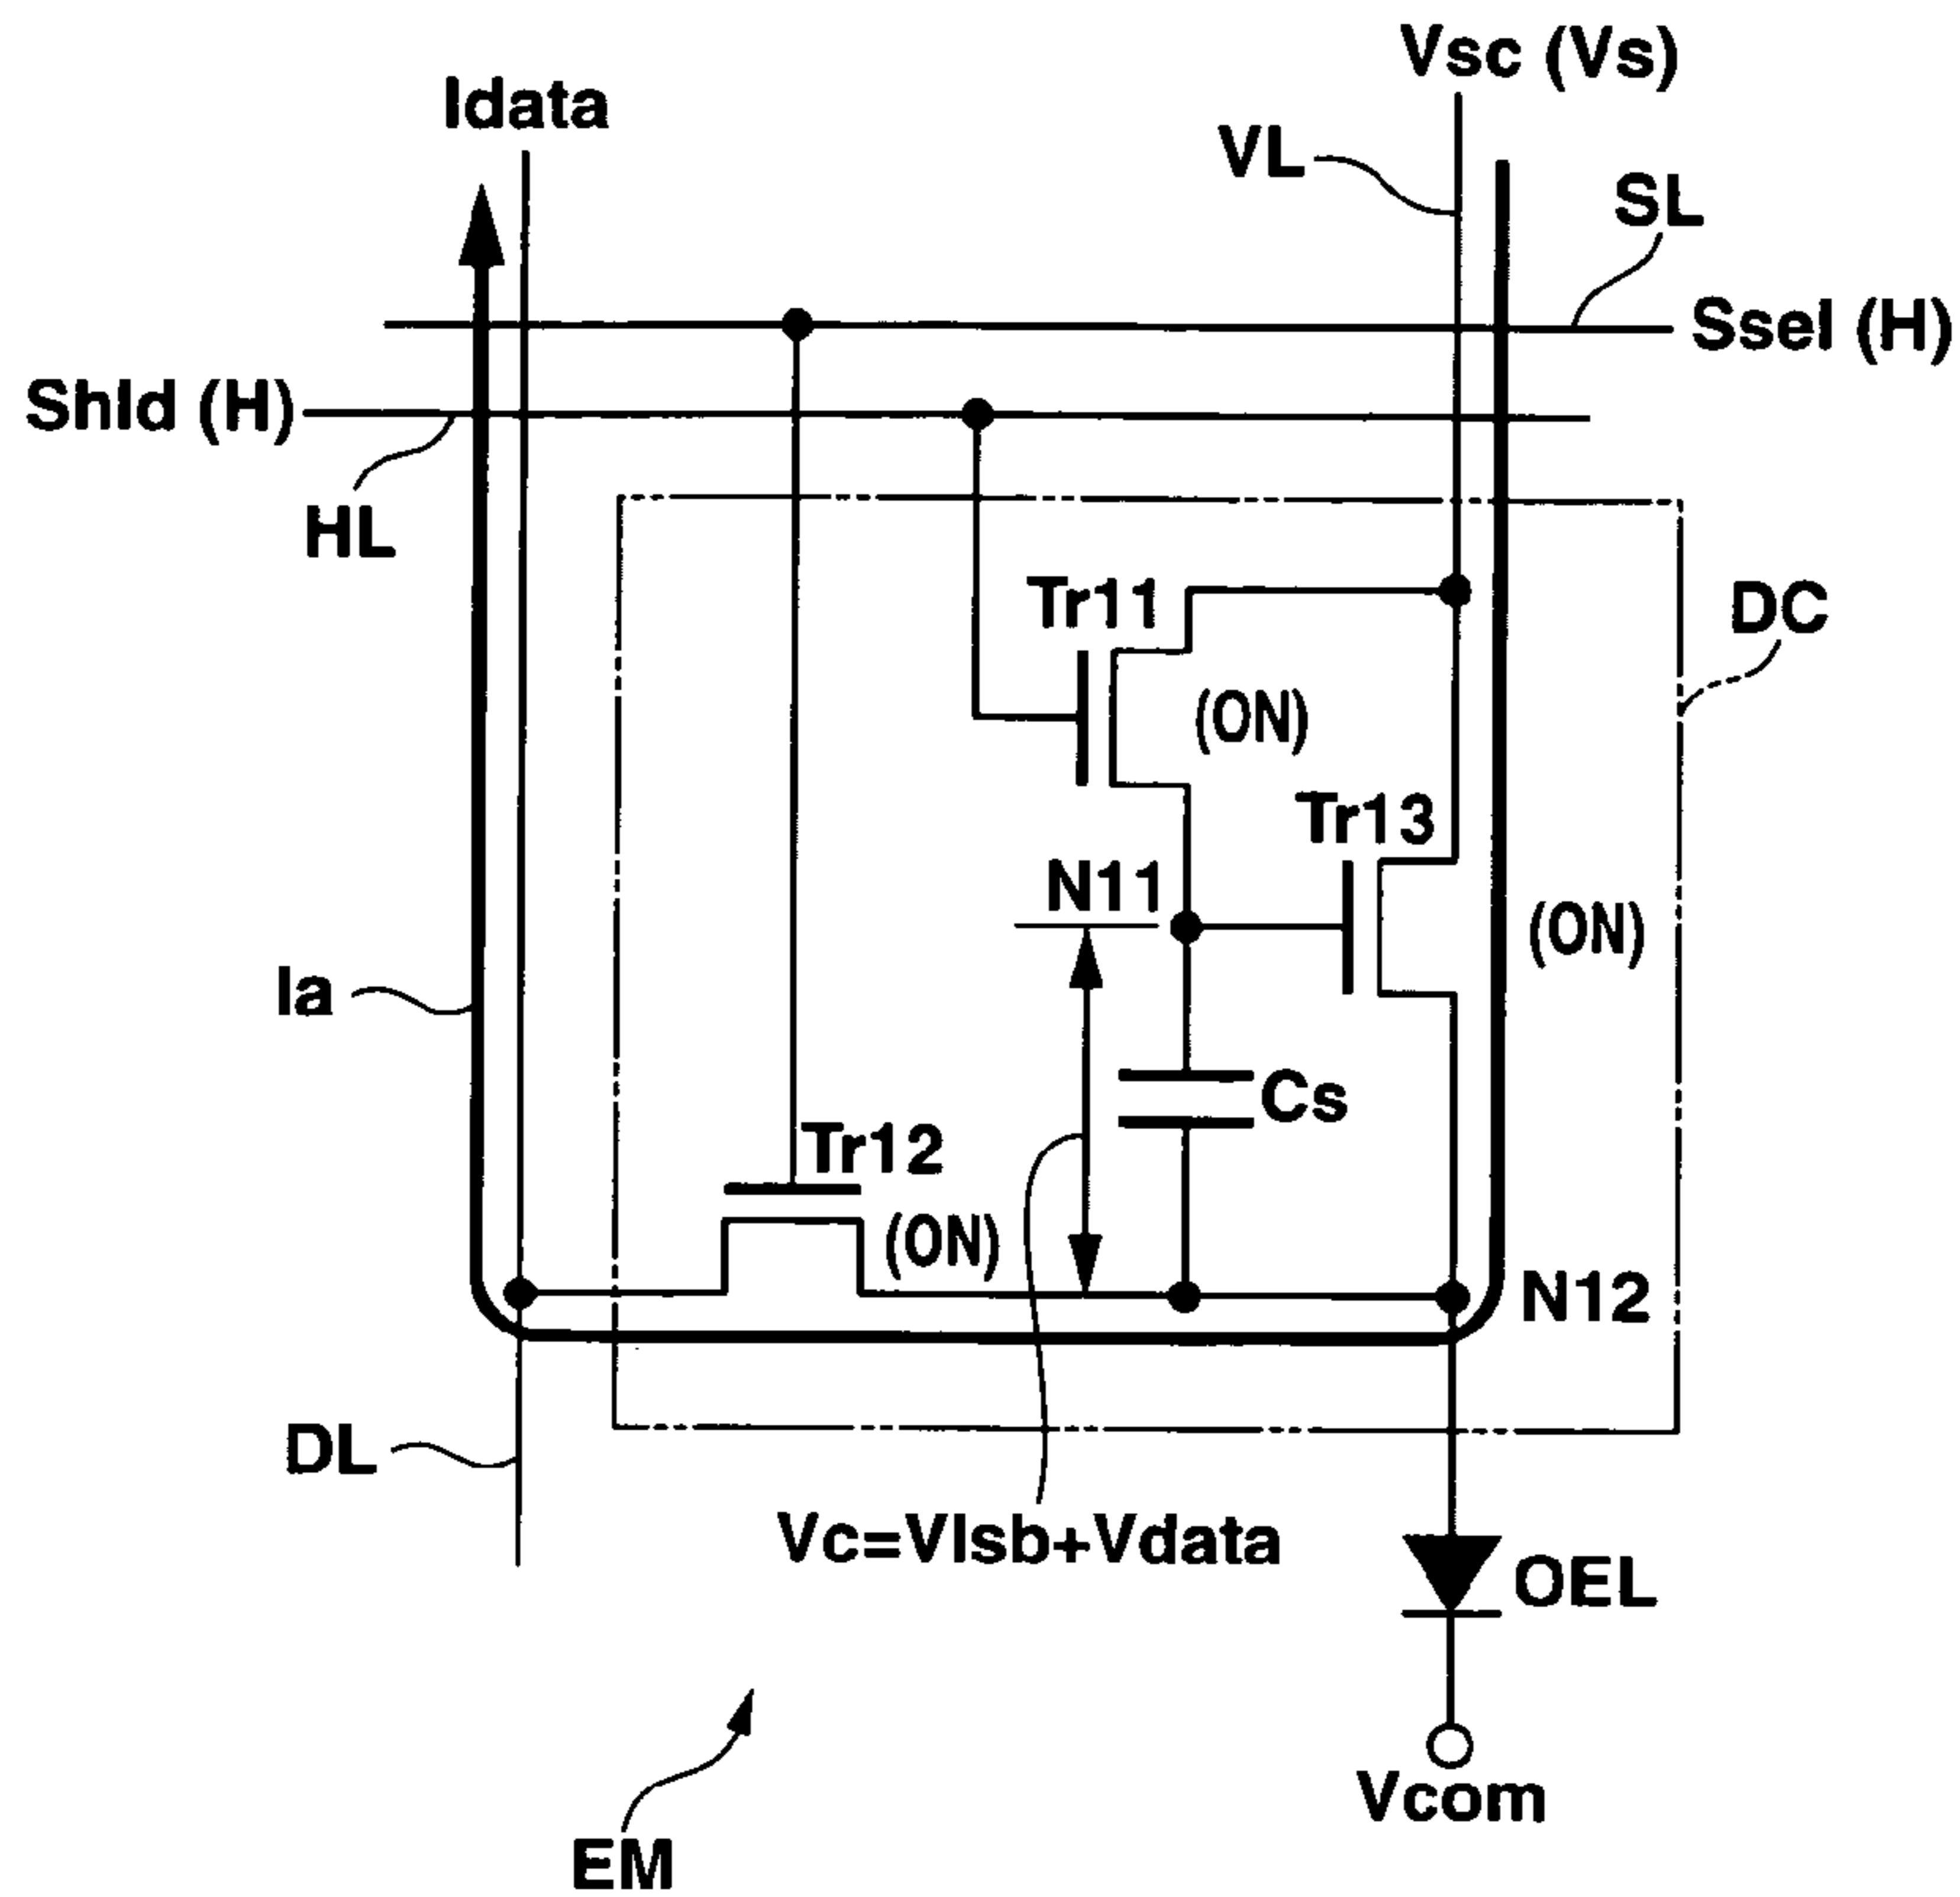 Vsc (Vs)
Idata
VL
SL
Ssel (H)
Shld (H)
HL
Tr11
DC
(ON)
Tr13
N11
(ON)
Ia
Cs
Tr12
(ON)
N12
DL
Vc=Vlsb+Vdata
OEL
Vcom
EM